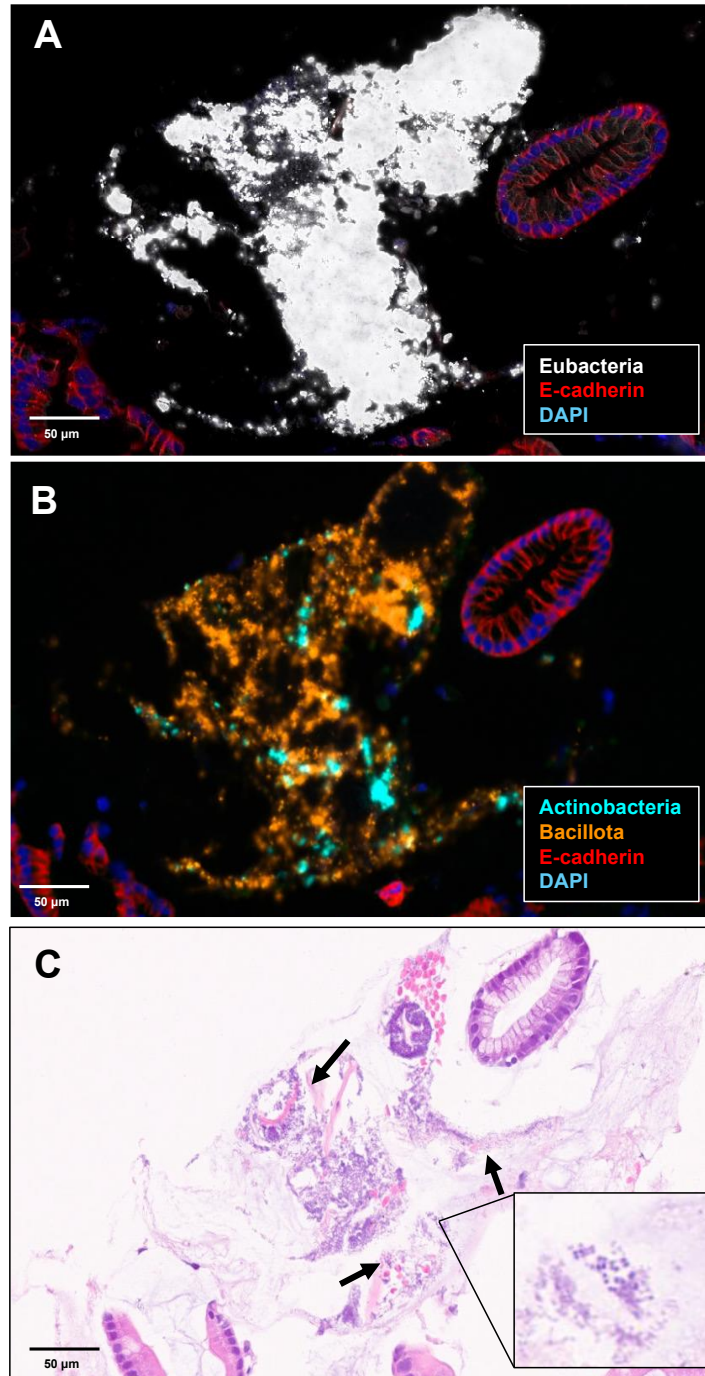 A
Eubacteria
E-cadherin
DAPI
50 µm
B
Actinobacteria
Bacillota
E-cadherin
DAPI
50 µm
C
50 µm